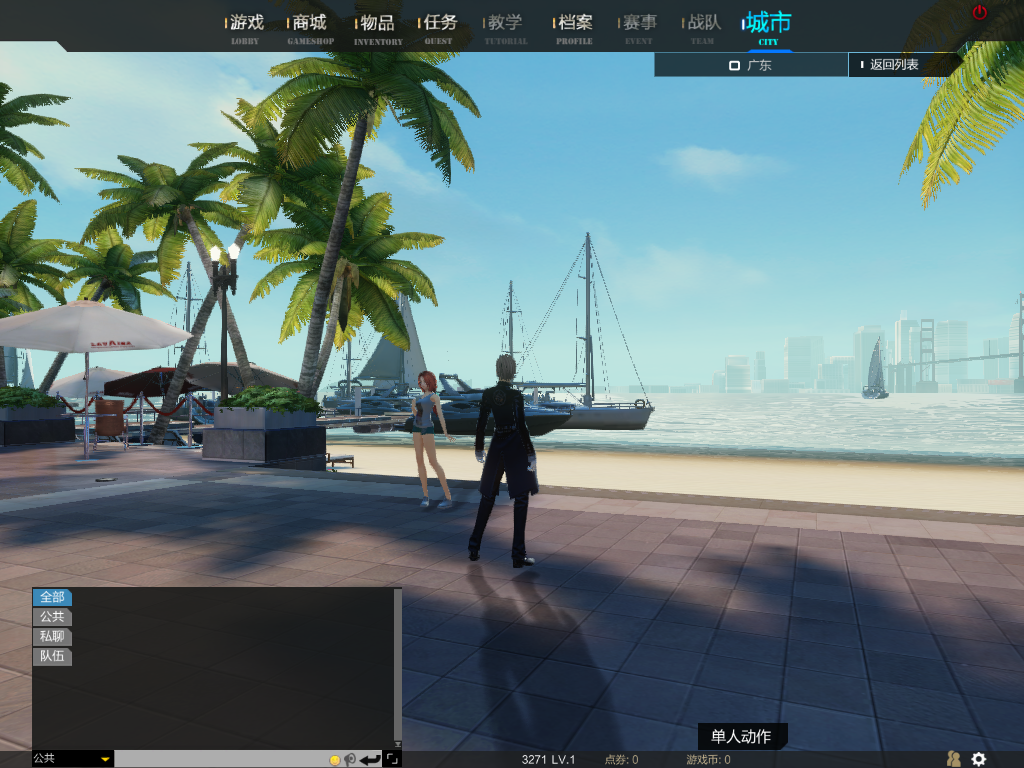 游戏 商城 物品 任务 教学 档案 赛事 战队 城市
LOBBY GAMESHOP INVENTORY QUEST TUTORIAL PROFILE EVENT TEAM CITY
广东 返回列表
全部
公共
私聊
队伍
单人动作
公共 3271 LV.1 点券: 0 游戏币: 0